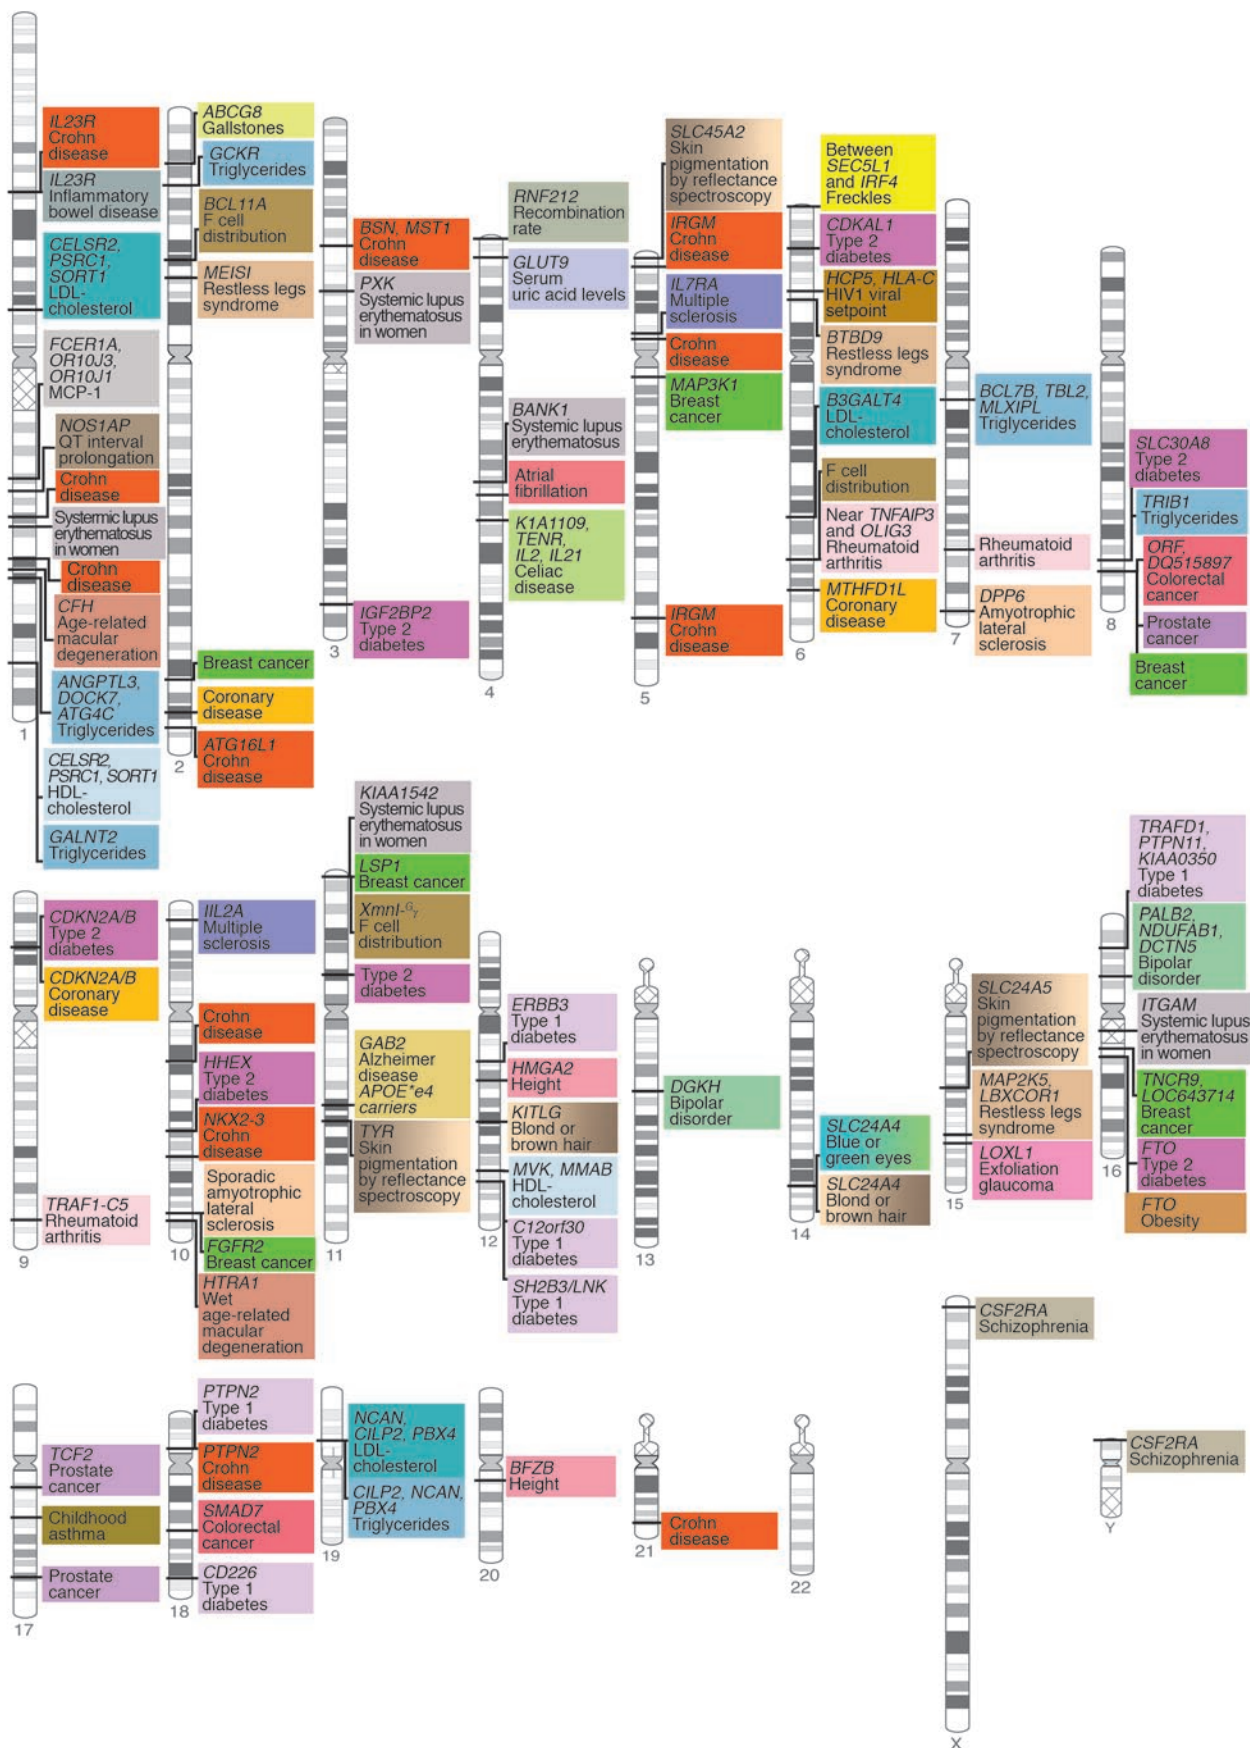 IL23R
Crohn
disease
IL23R
Inflammatory
bowel disease
CELSR2,
PSRC1,
SORT1
LDL-
cholesterol
FCER1A,
OR10J3,
OR10J1
MCP-1
NOS1AP
QT interval
prolongation
Crohn
disease
Systermic lupus
erythematosus
in women
Crohn
disease
CFH
Age-related
macular
degeneration
ANGPTL3,
DOCK7,
ATG4C
Triglycerides
CELSR2,
PSRC1, SORT1
HDL-
cholesterol
GALNT2
Triglycerides
1
ABCG8
Gallstones
GCKR
Triglycerides
BCL11A
F cell
distribution
MEISI
Restless legs
syndrome
Breast cancer
Coronary
disease
ATG16L1
Crohn
disease
2
BSN, MST1
Crohn
disease
PXK
Systemic lupus
erythematosus
in women
IGF2BP2
Type 2
diabetes
3
RNF212
Recombination
rate
GLUT9
Serum
uric acid levels
BANK1
Systemic lupus
erythematosus
Atrial
fibrillation
K1A1109,
TENR,
IL2, IL21
Celiac
disease
4
SLC45A2
Skin
pigmentation
by reflectance
spectroscopy
IRGM
Crohn
disease
IL7RA
Multiple
sclerosis
Crohn
disease
MAP3K1
Breast
cancer
IRGM
Crohn
disease
5
Between
SEC5L1
and IRF4
Freckles
CDKAL1
Type 2
diabetes
HCP5, HLA-C
HIV1 viral
setpoint
BTBD9
Restless legs
syndrome
B3GALT4
LDL-
cholesterol
F cell
distribution
Near TNFAIP3
and OLIG3
Rheumatoid
arthritis
MTHFD1L
Coronary
disease
6
BCL7B, TBL2,
MLXIPL
Triglycerides
Rheumatoid
arthritis
DPP6
Amyotrophic
lateral
sclerosis
7
SLC30A8
Type 2
diabetes
TRIB1
Triglycerides
ORF,
DQ515897
Colorectal
cancer
Prostate
cancer
Breast
cancer
8
CDKN2A/B
Type 2
diabetes
CDKN2A/B
Coronary
disease
TRAF1-C5
Rheumatoid
arthritis
9
IIL2A
Multiple
sclerosis
Crohn
disease
HHEX
Type 2
diabetes
NKX2-3
Crohn
disease
Sporadic
amyotrophic
lateral
sclerosis
FGFR2
Breast cancer
HTRA1
Wet
age-related
macular
degeneration
10
KIAA1542
Systemic lupus
erythematosus
in women
LSP1
Breast cancer
XmnI-Gγ
F cell
distribution
Type 2
diabetes
GAB2
Alzheimer
disease
APOE*e4
carriers
TYR
Skin
pigmentation
by reflectance
spectroscopy
11
ERBB3
Type 1
diabetes
HMGA2
Height
KITLG
Blond or
brown hair
MVK, MMAB
HDL-
cholesterol
C12orf30
Type 1
diabetes
SH2B3/LNK
Type 1
diabetes
12
DGKH
Bipolar
disorder
13
SLC24A4
Blue or
green eyes
SLC24A4
Blond or
brown hair
14
SLC24A5
Skin
pigmentation
by reflectance
spectroscopy
MAP2K5,
LBXCOR1
Restless legs
syndrome
LOXL1
Exfoliation
glaucoma
15
TRAFD1,
PTPN11,
KIAA0350
Type 1
diabetes
PALB2,
NDUFAB1,
DCTN5
Bipolar
disorder
ITGAM
Systemic lupus
erythematosus
in women
TNCR9,
LOC643714
Breast
cancer
FTO
Type 2
diabetes
FTO
Obesity
16
TCF2
Prostate
cancer
Childhood
asthma
Prostate
cancer
17
PTPN2
Type 1
diabetes
PTPN2
Crohn
disease
SMAD7
Colorectal
cancer
CD226
Type 1
diabetes
18
NCAN,
CILP2, PBX4
LDL-
cholesterol
CILP2, NCAN,
PBX4
Triglycerides
19
BFZB
Height
20
Crohn
disease
21
22
CSF2RA
Schizophrenia
X
CSF2RA
Schizophrenia
Y